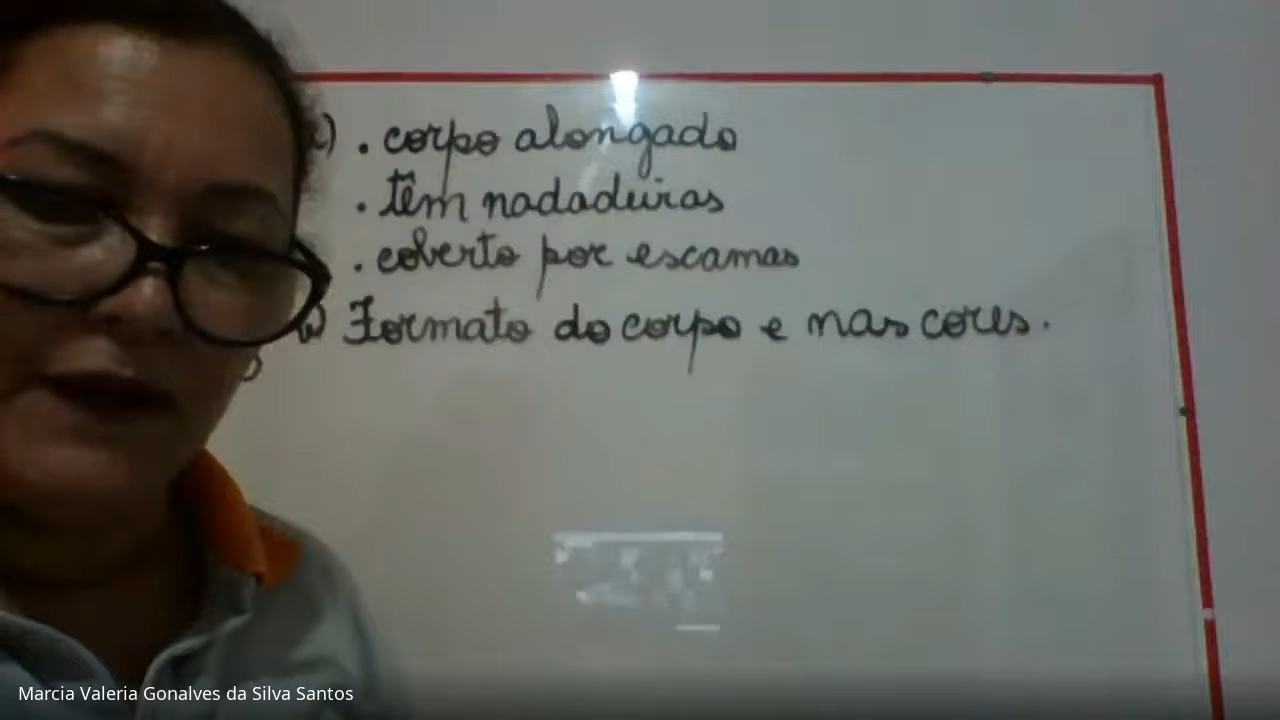 . corpo alongado
. têm nadadeiras
. coberto por escamas
Formato do corpo e nas cores.
Marcia Valeria Gonalves da Silva Santos